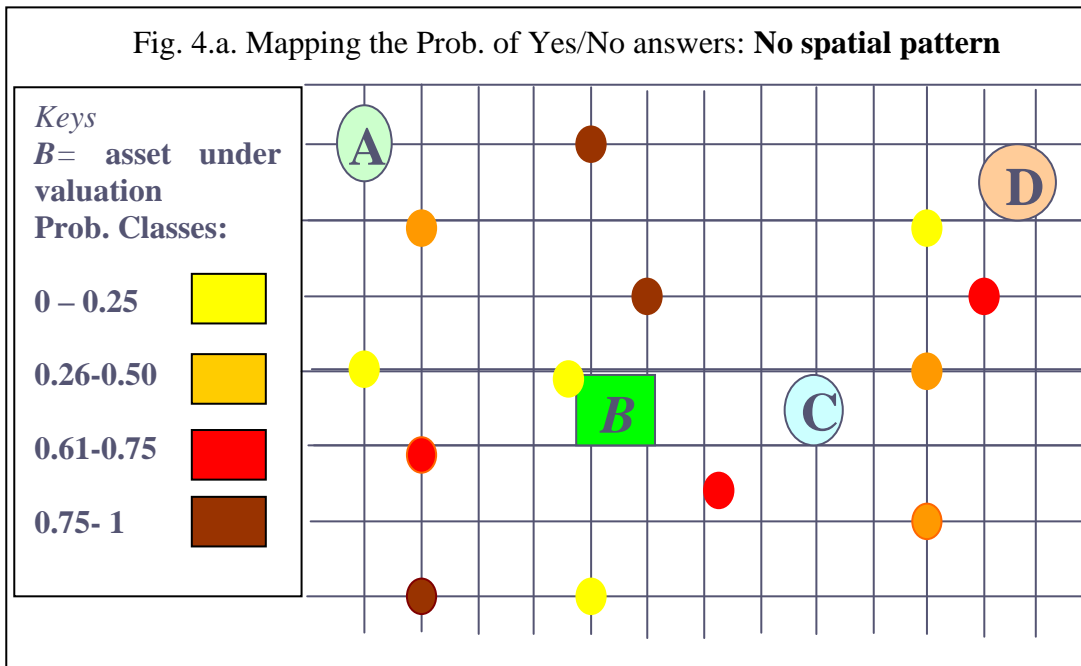 Fig. 4.a. Mapping the Prob. of Yes/No answers: No spatial pattern
Keys
B= asset under
valuation
Prob. Classes:
0 – 0.25
0.26-0.50
0.61-0.75
0.75- 1
A
D
B
C